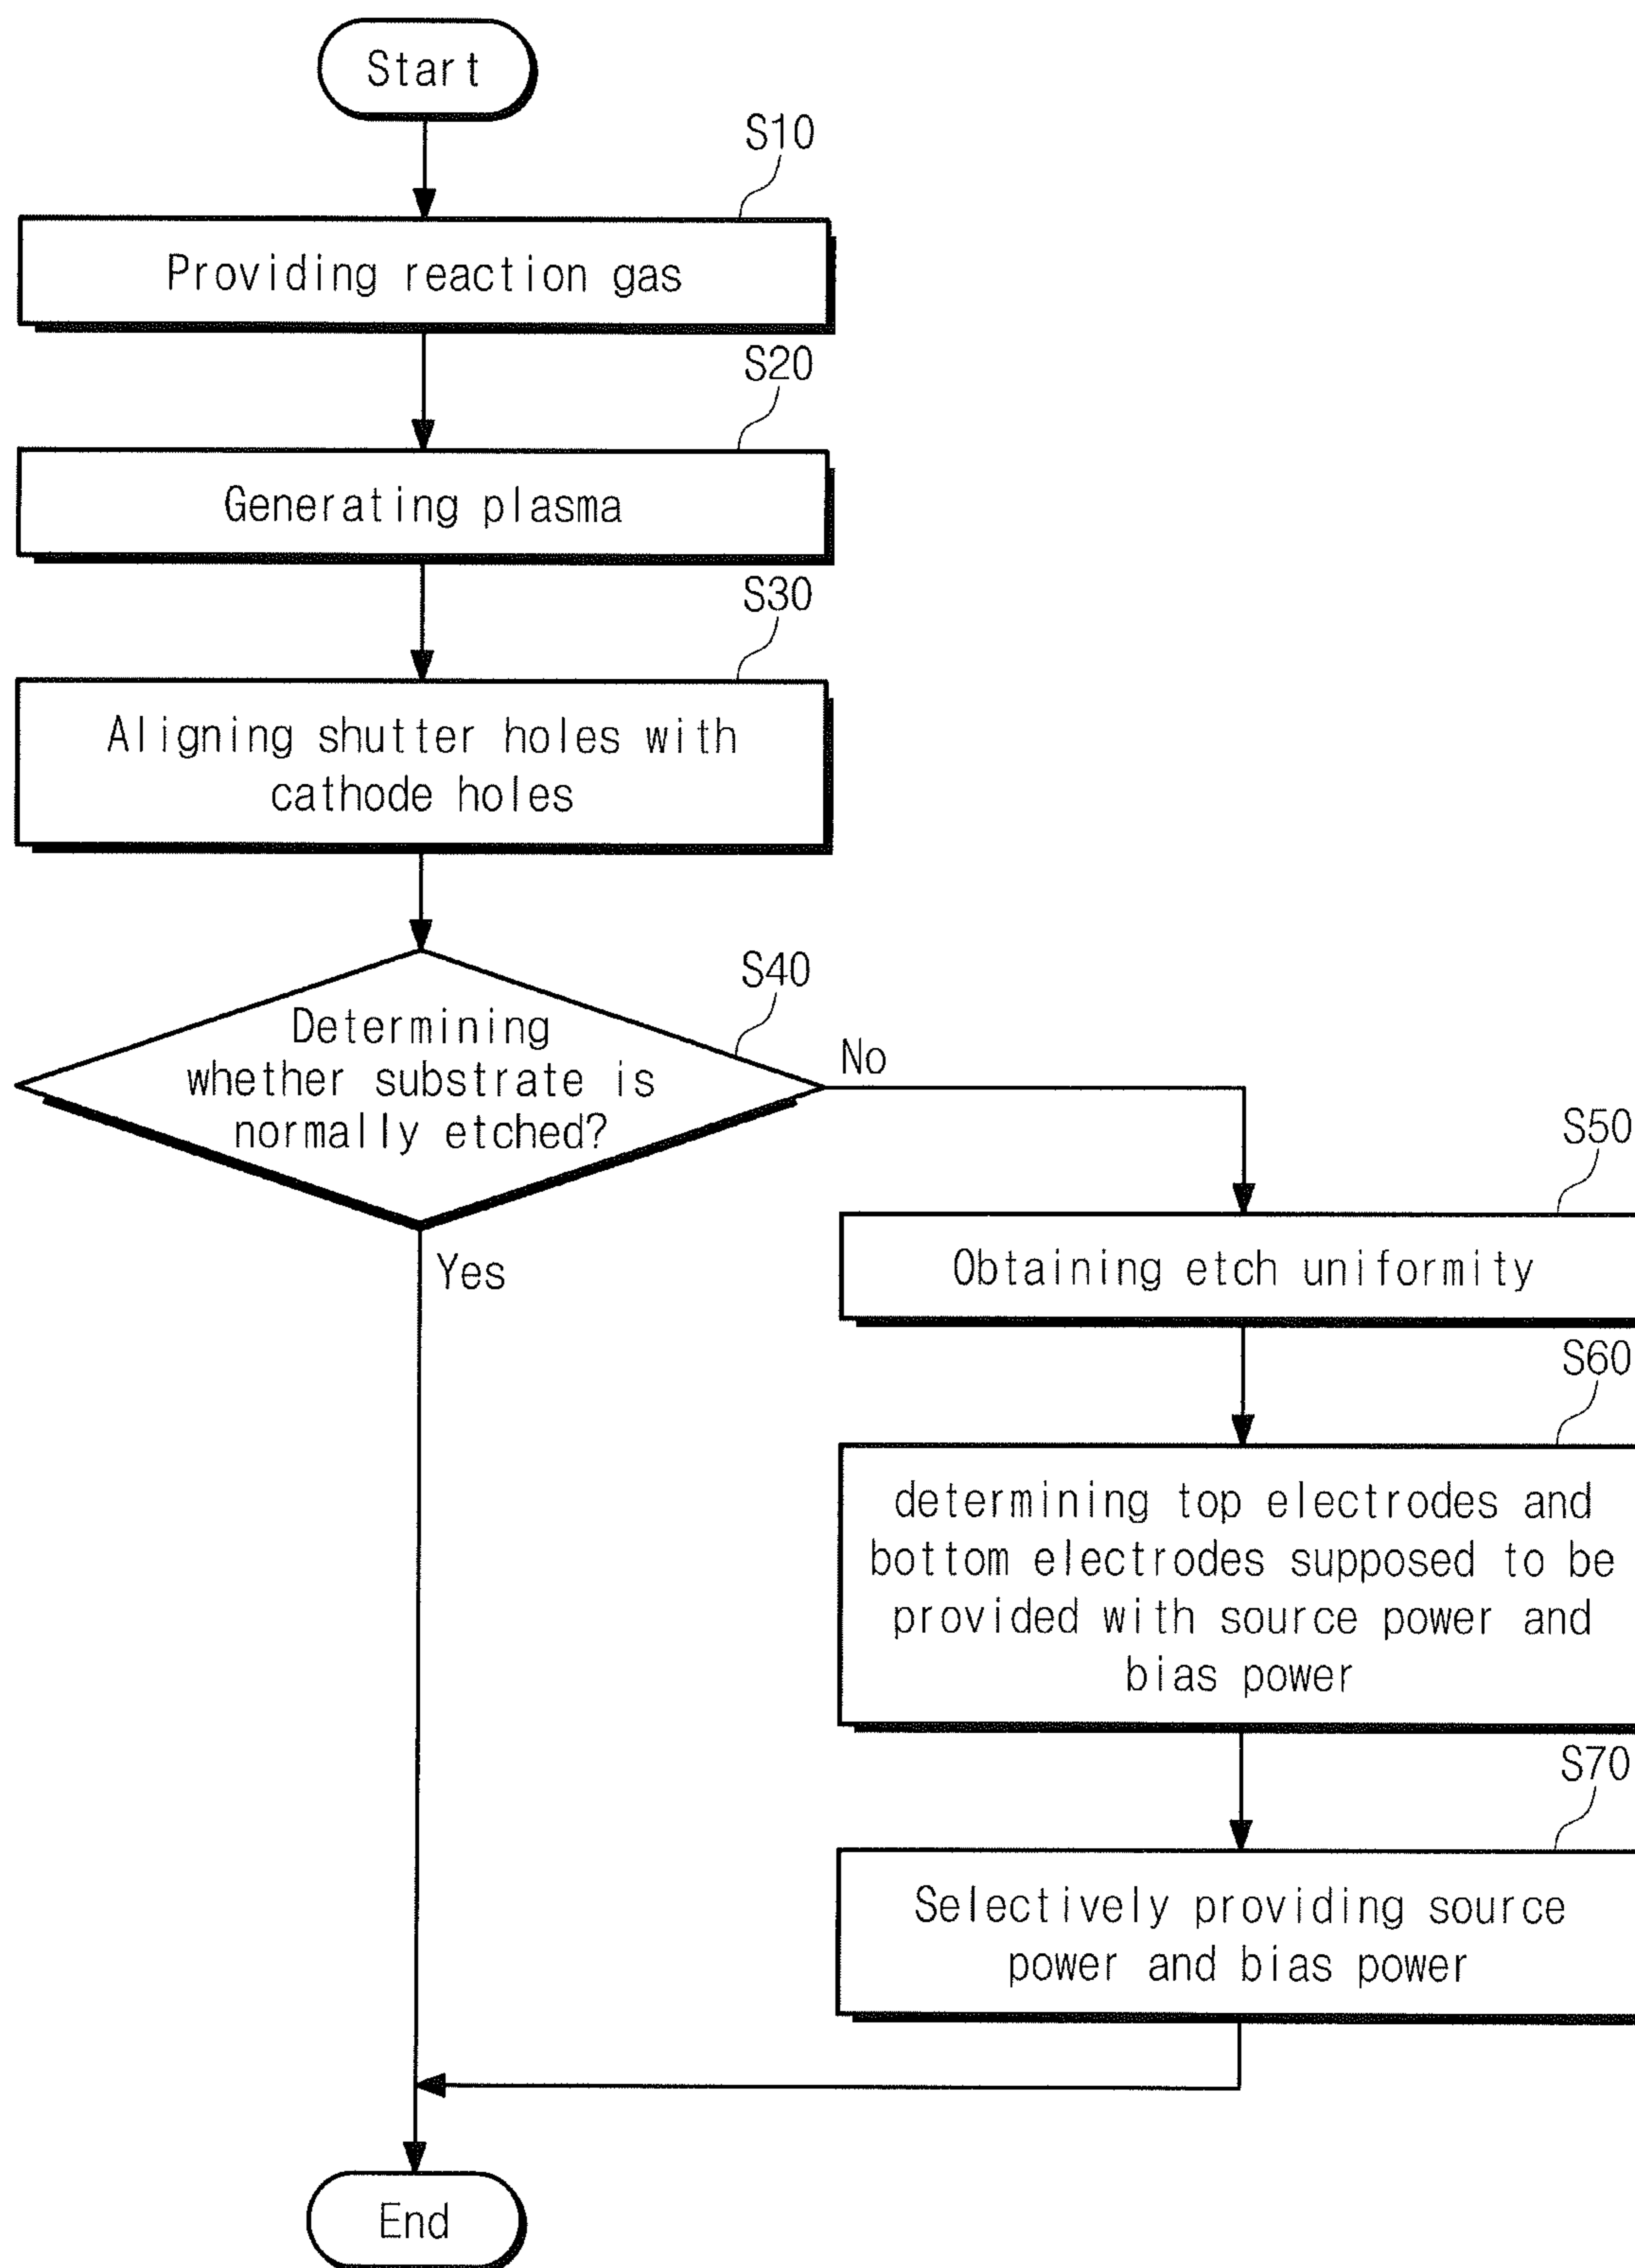 Start
S10
Providing reaction gas
S20
Generating plasma
S30
Aligning shutter holes with
cathode holes
S40
Determining
whether substrate is
normally etched?
No
Yes
S50
Obtaining etch uniformity
S60
determining top electrodes and
bottom electrodes supposed to be
provided with source power and
bias power
S70
Selectively providing source
power and bias power
End